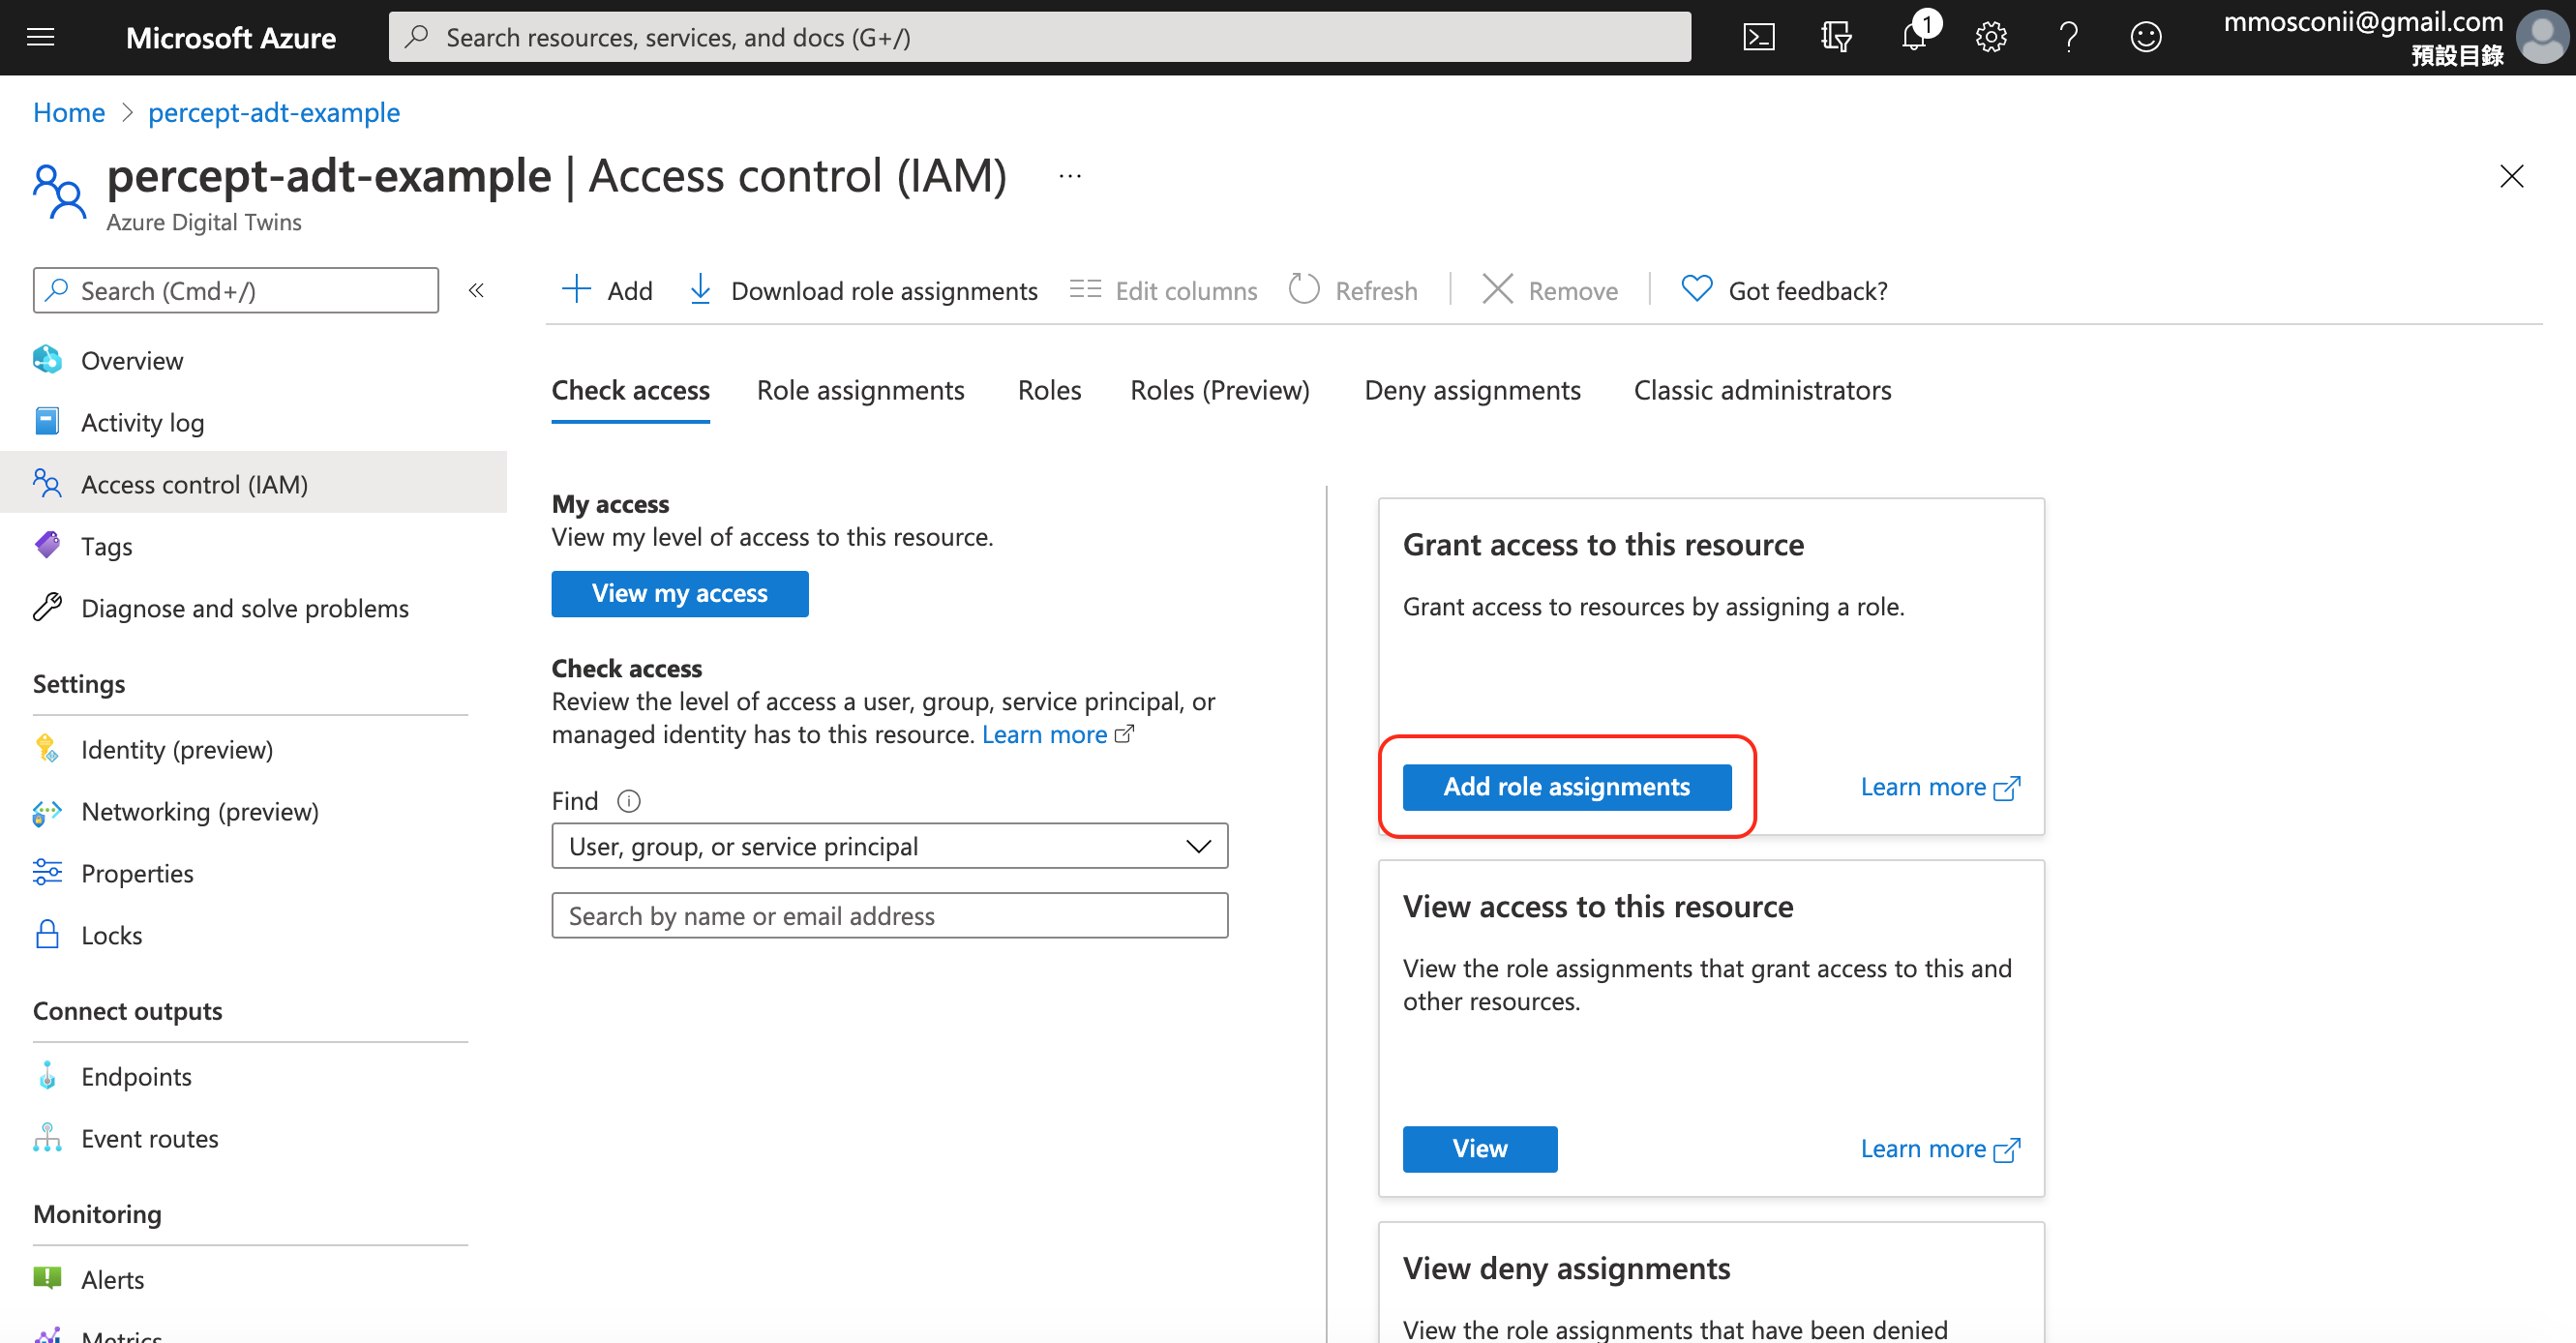 Microsoft Azure
Search resources, services, and docs (G+/)
1
mmosconii@gmail.com
預設目錄
Home > percept-adt-example
percept-adt-example | Access control (IAM) ...
Azure Digital Twins
Search (Cmd+/)
«
Overview
Activity log
Access control (IAM)
Tags
Diagnose and solve problems
Settings
Identity (preview)
Networking (preview)
Properties
Locks
Connect outputs
Endpoints
Event routes
Monitoring
Alerts
Metrics
Add
Download role assignments
Edit columns
Refresh
Remove
Got feedback?
Check access
Role assignments
Roles
Roles (Preview)
Deny assignments
Classic administrators
My access
View my level of access to this resource.
View my access
Check access
Review the level of access a user, group, service principal, or
managed identity has to this resource. Learn more
Find
User, group, or service principal
Search by name or email address
Grant access to this resource
Grant access to resources by assigning a role.
Add role assignments
Learn more
View access to this resource
View the role assignments that grant access to this and
other resources.
View
Learn more
View deny assignments
View the role assignments that have been denied